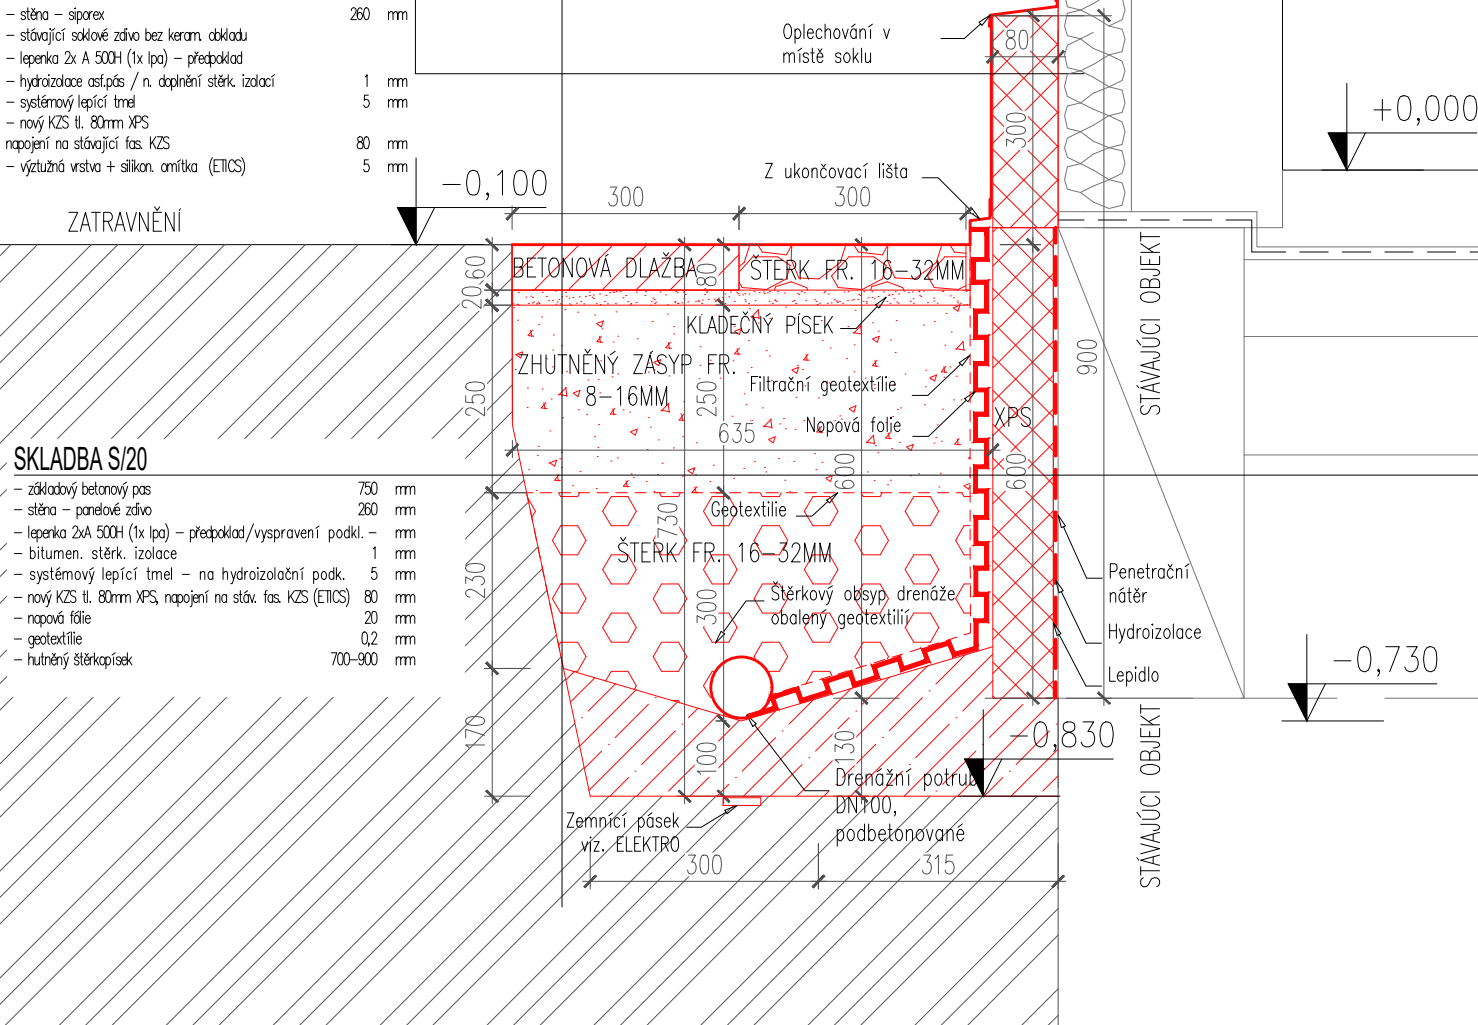 – stěna – siporex 260 mm
– stávající soklové zdivo bez keram. obkladu
– lepenka 2x A 500H (1x Ipa) – předpoklad
– hydroizolace asf.pás / n. doplnění stěrk. izolací 1 mm
– systémový lepící tmel 5 mm
– nový KZS tl. 80mm XPS
napojení na stávající fas. KZS 80 mm
– výztužná vrstva + silikon. omítka (ETICS) 5 mm
ZATRAVNĚNÍ
–0,100
Oplechování v
místě soklu
80
300
+0,000
Z ukončovací lišta
300
300
BETONOVÁ DLAŽBA
80
ŠTERK FR. 16–32MM
60
20
KLADEČNÝ PÍSEK
ZHUTNĚNÝ ZÁSYP FR.
8–16MM
250
250
Filtrační geotextílie
Nopová folie
635
XPS
600
600
900
STÁVAJÚCI OBJEKT
SKLADBA S/20
– základový betonový pas 750 mm
– stěna – panelové zdivo 260 mm
– lepenka 2xA 500H (1x Ipa) – předpoklad/vyspravení podkl. – mm
– bitumen. stěrk. izolace 1 mm
– systémový lepící tmel – na hydroizolační podk. 5 mm
– nový KZS tl. 80mm XPS, napojení na stáv. fas. KZS (ETICS) 80 mm
– nopová fólie 20 mm
– geotextílie 0,2 mm
– hutněný štěrkopísek 700–900 mm
Geotextilie
730
ŠTERK FR. 16–32MM
230
300
Štěrkový obsyp drenáže
obalený geotextilií
Penetrační
nátěr
Hydroizolace
Lepidlo
–0,730
170
100
130
–0,830
Drenážní potrub
DN100,
podbetonované
Zemnící pásek
viz. ELEKTRO
300
315
STÁVAJÚCI OBJEKT